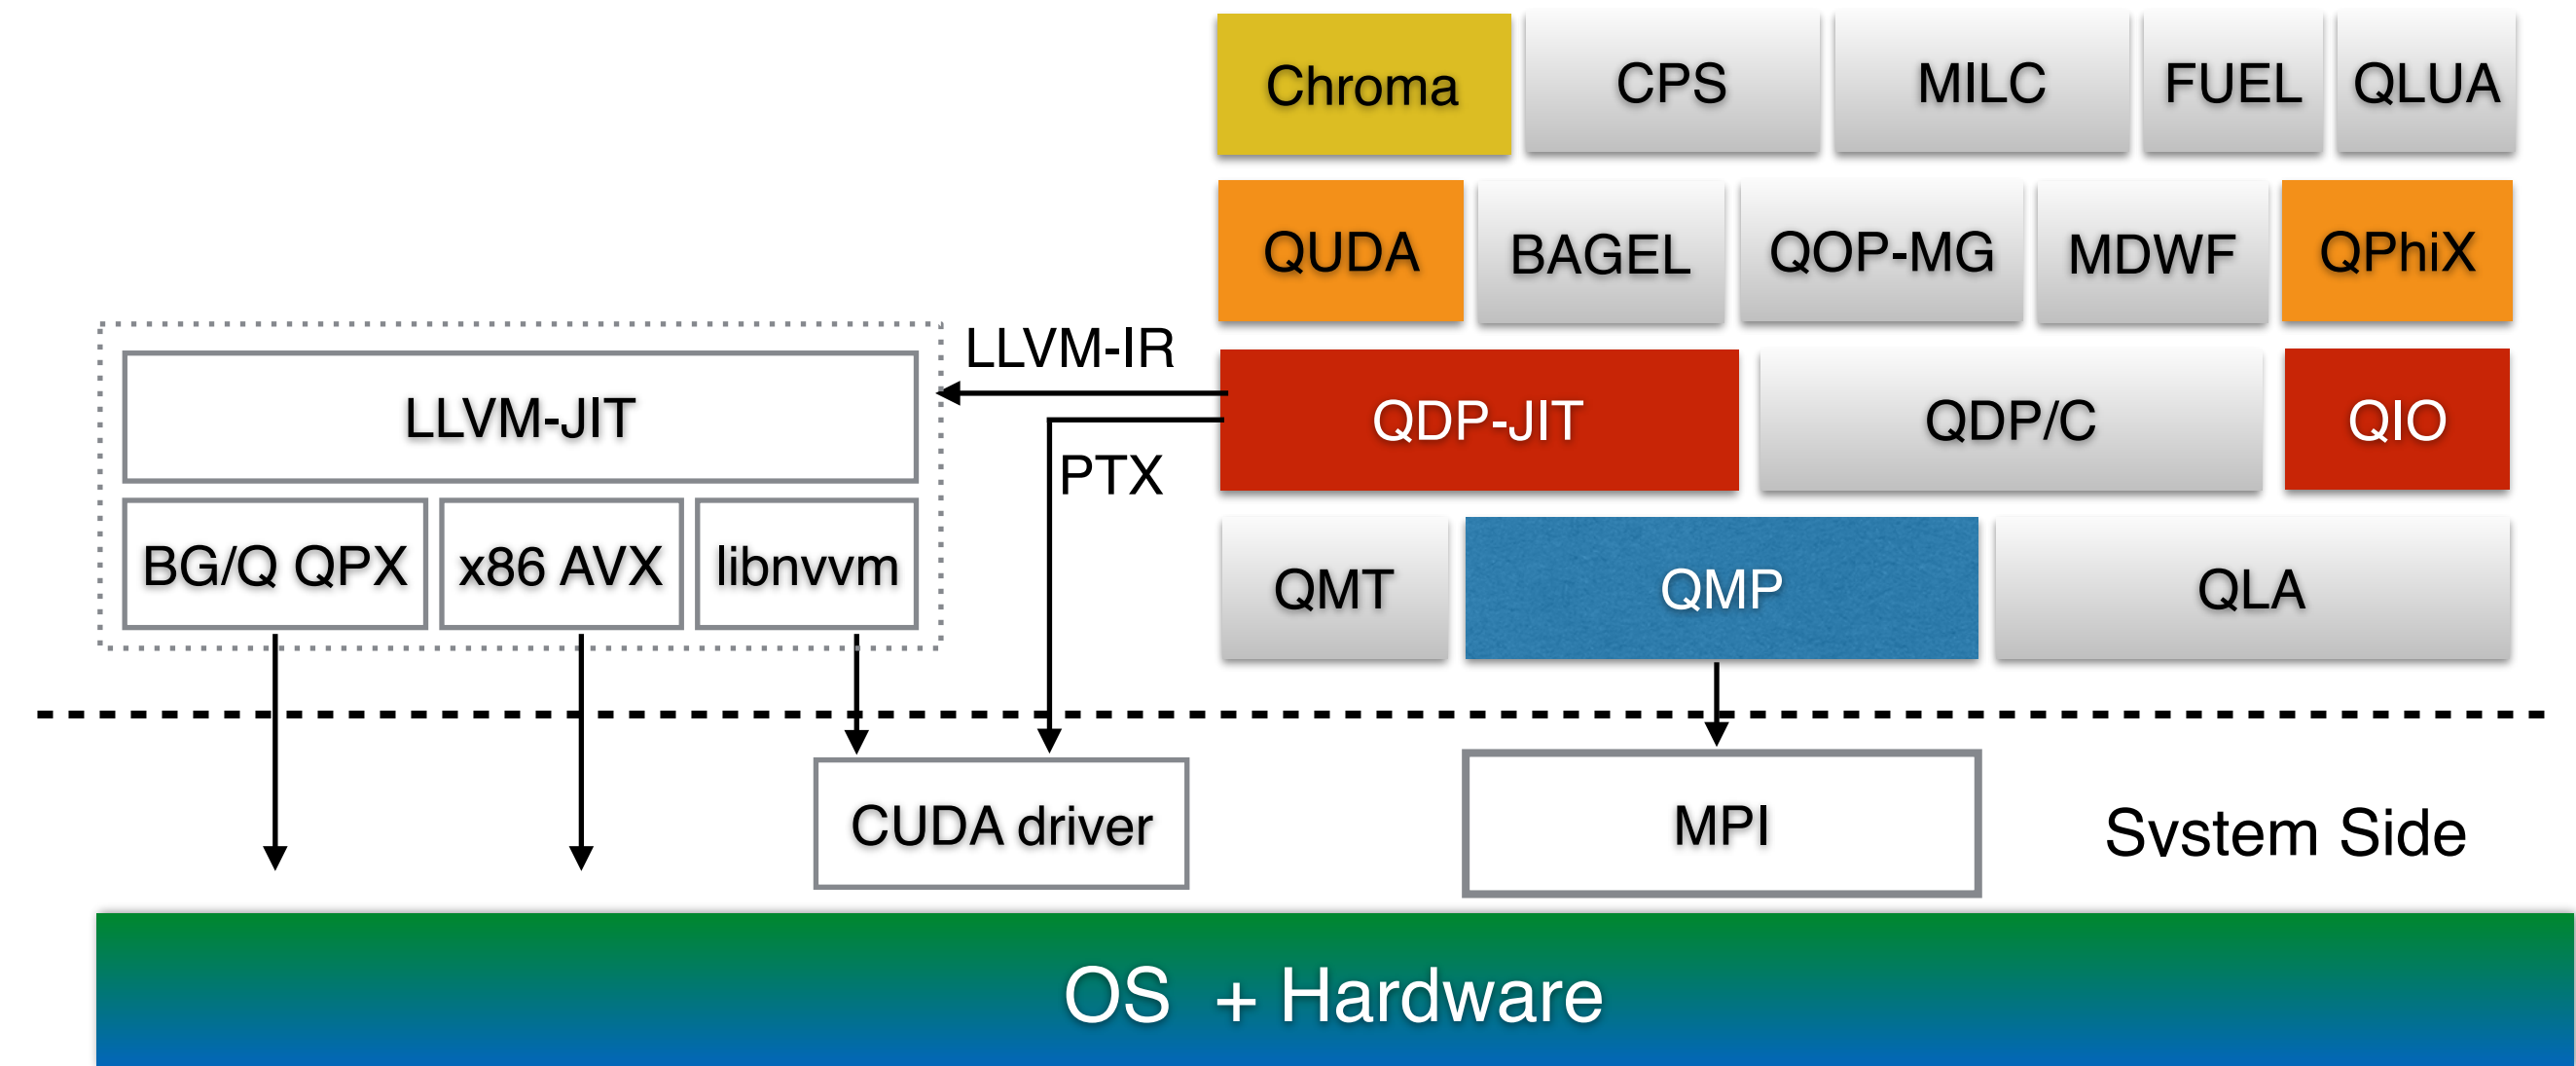 Chroma
CPS
MILC
FUEL
QLUA
QUDA
BAGEL
QOP-MG
MDWF
QPhiX
LLVM-IR
LLVM-JIT
QDP-JIT
QDP/C
QIO
PTX
BG/Q QPX
x86 AVX
libnvvm
QMT
QMP
QLA
CUDA driver
MPI
System Side
OS + Hardware